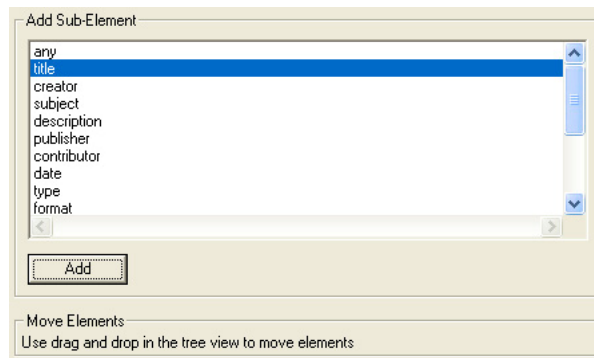 Add Sub-Element
any
title
creator
subject
description
publisher
contributor
date
type
format
Add
Move Elements
Use drag and drop in the tree view to move elements